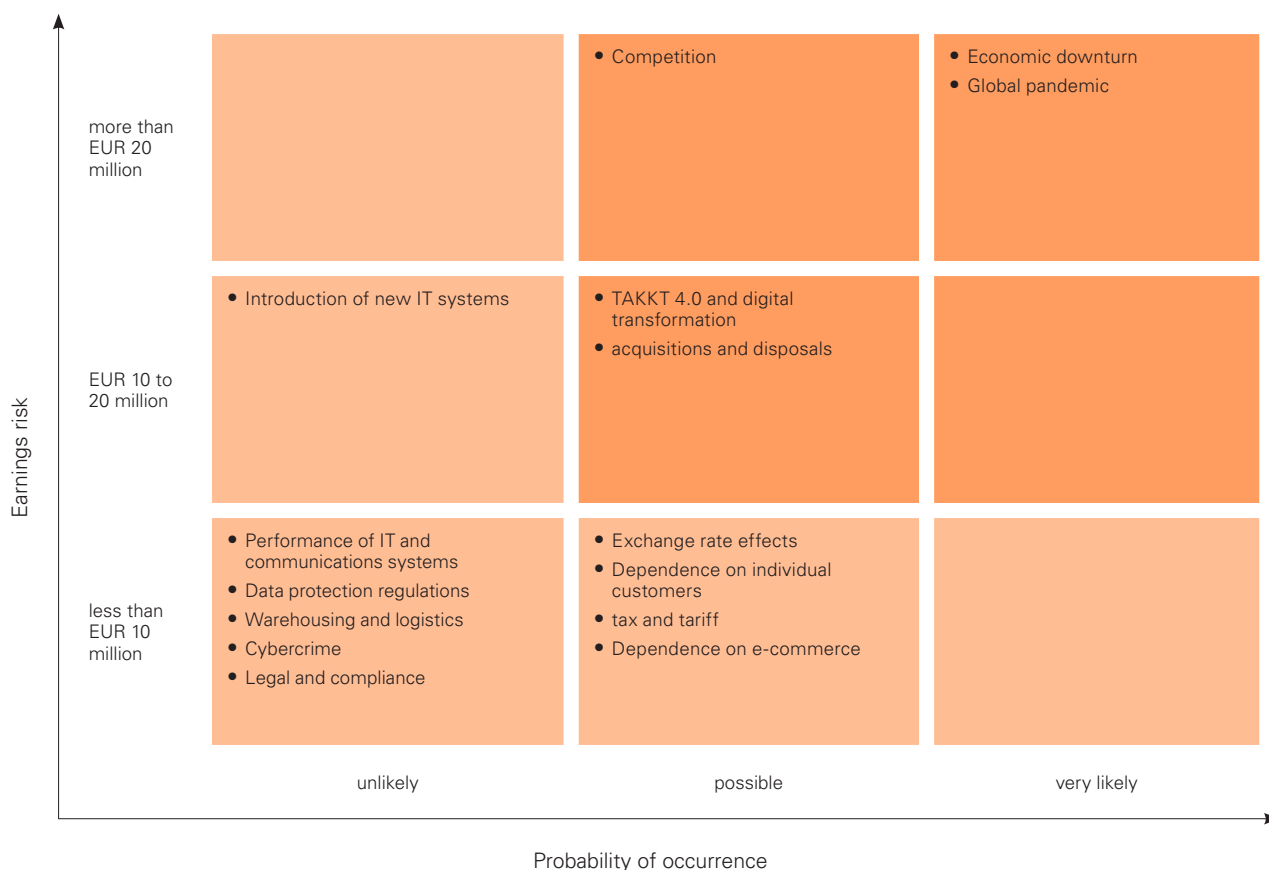 • Competition
• Economic downturn
• Global pandemic
more than
EUR 20
million
• Introduction of new IT systems
• TAKKT 4.0 and digital
transformation
• acquisitions and disposals
EUR 10 to
20 million
Earnings risk
• Performance of IT and
communications systems
• Data protection regulations
• Warehousing and logistics
• Cybercrime
• Legal and compliance
• Exchange rate effects
• Dependence on individual
customers
• tax and tariff
• Dependence on e-commerce
less than
EUR 10
million
unlikely
possible
very likely
Probability of occurrence